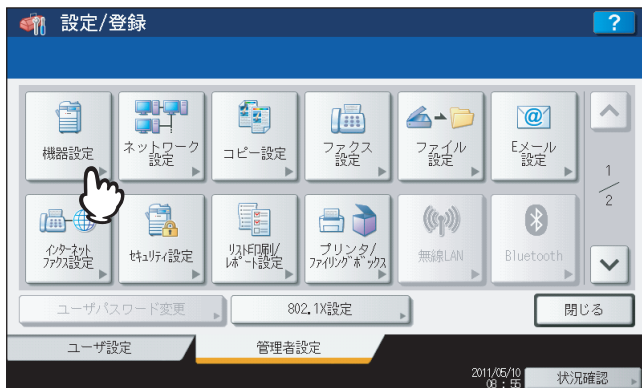 設定/登録
?
機器設定
ネットワーク
設定
コピー設定
ファクス
設定
ファイル
設定
Eメール
設定
1
/
2
インターネット
ファクス設定
セキュリティ設定
リスト印刷/
レポート設定
プリンタ/
ファイリングボックス
無線LAN
Bluetooth
ユーザパスワード変更
802.1X設定
閉じる
ユーザ設定
管理者設定
2011/05/10
08:55
状況確認